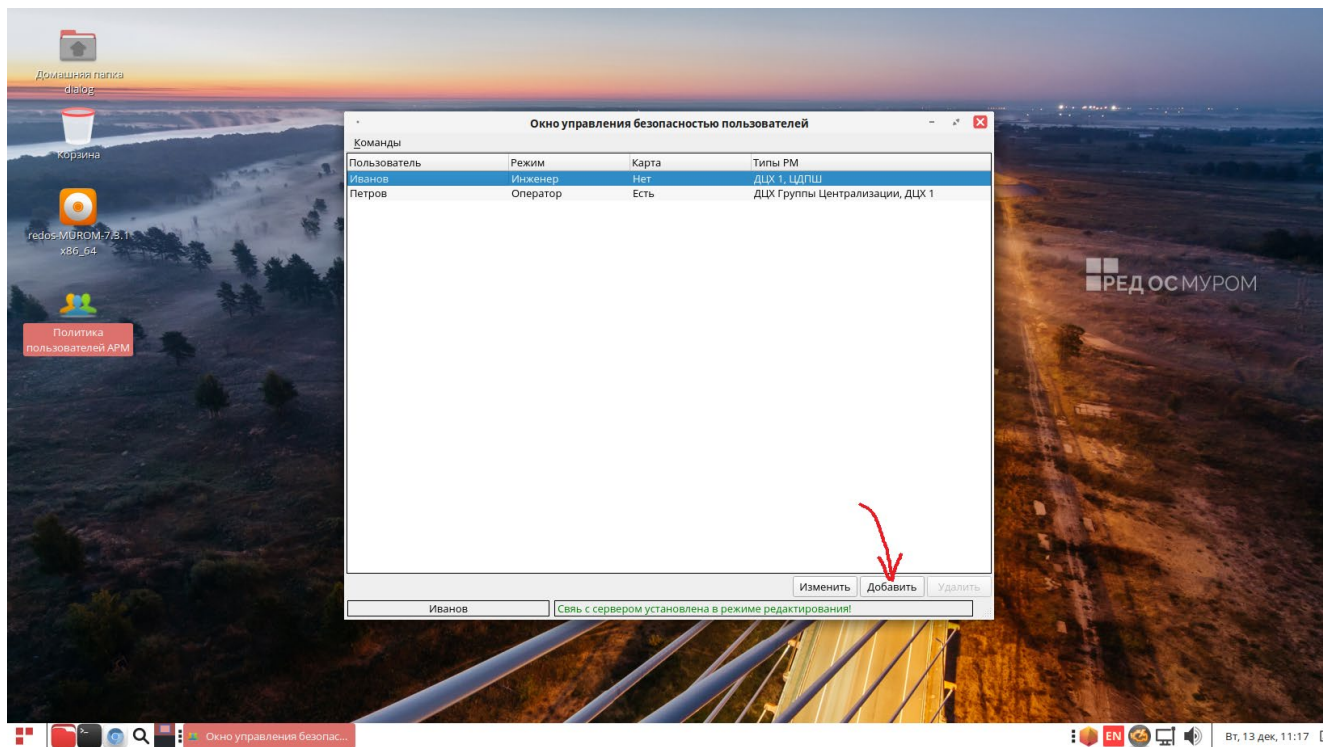 Домашняя папка
dialog
Корзина
redos-MUROM-7.3.1
x86_64
Политика
пользователей АРМ
Окно управления безопасностью пользователей
Команды
Пользователь Режим Карта Типы РМ
Иванов Инженер Нет ДЦХ 1, ЦДПШ
Петров Оператор Есть ДЦХ Группы Централизации, ДЦХ 1
Изменить Добавить Удалить
Иванов Свяь с сервером установлена в режиме редактирования!
РЕД ОС МУРОМ
Окно управления безопас... EN Вт, 13 дек, 11:17